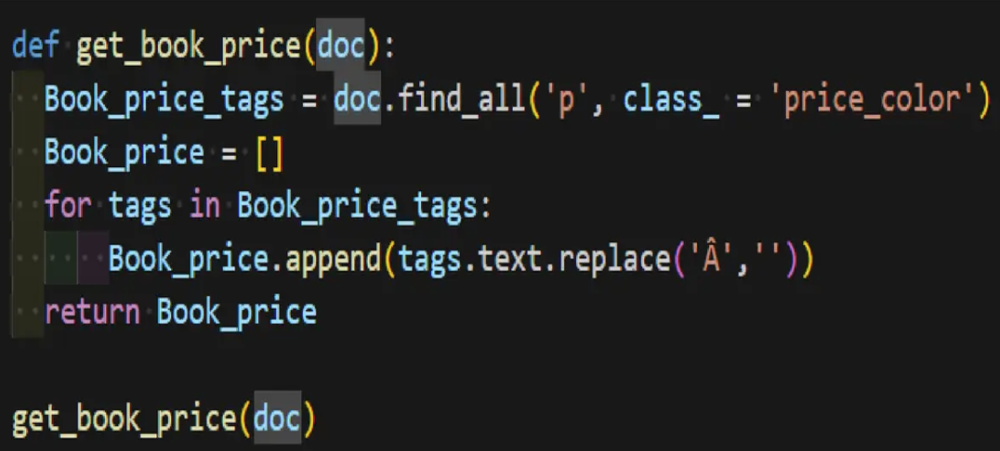 def get_book_price(doc):
  Book_price_tags = doc.find_all('p', class_ = 'price_color')
  Book_price = []
  for tags in Book_price_tags:
      Book_price.append(tags.text.replace('Â',''))
  return Book_price

get_book_price(doc)